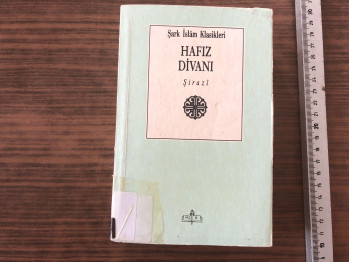 Şark İslâm Klasikleri
HAFIZ
DİVANI
Şirazî